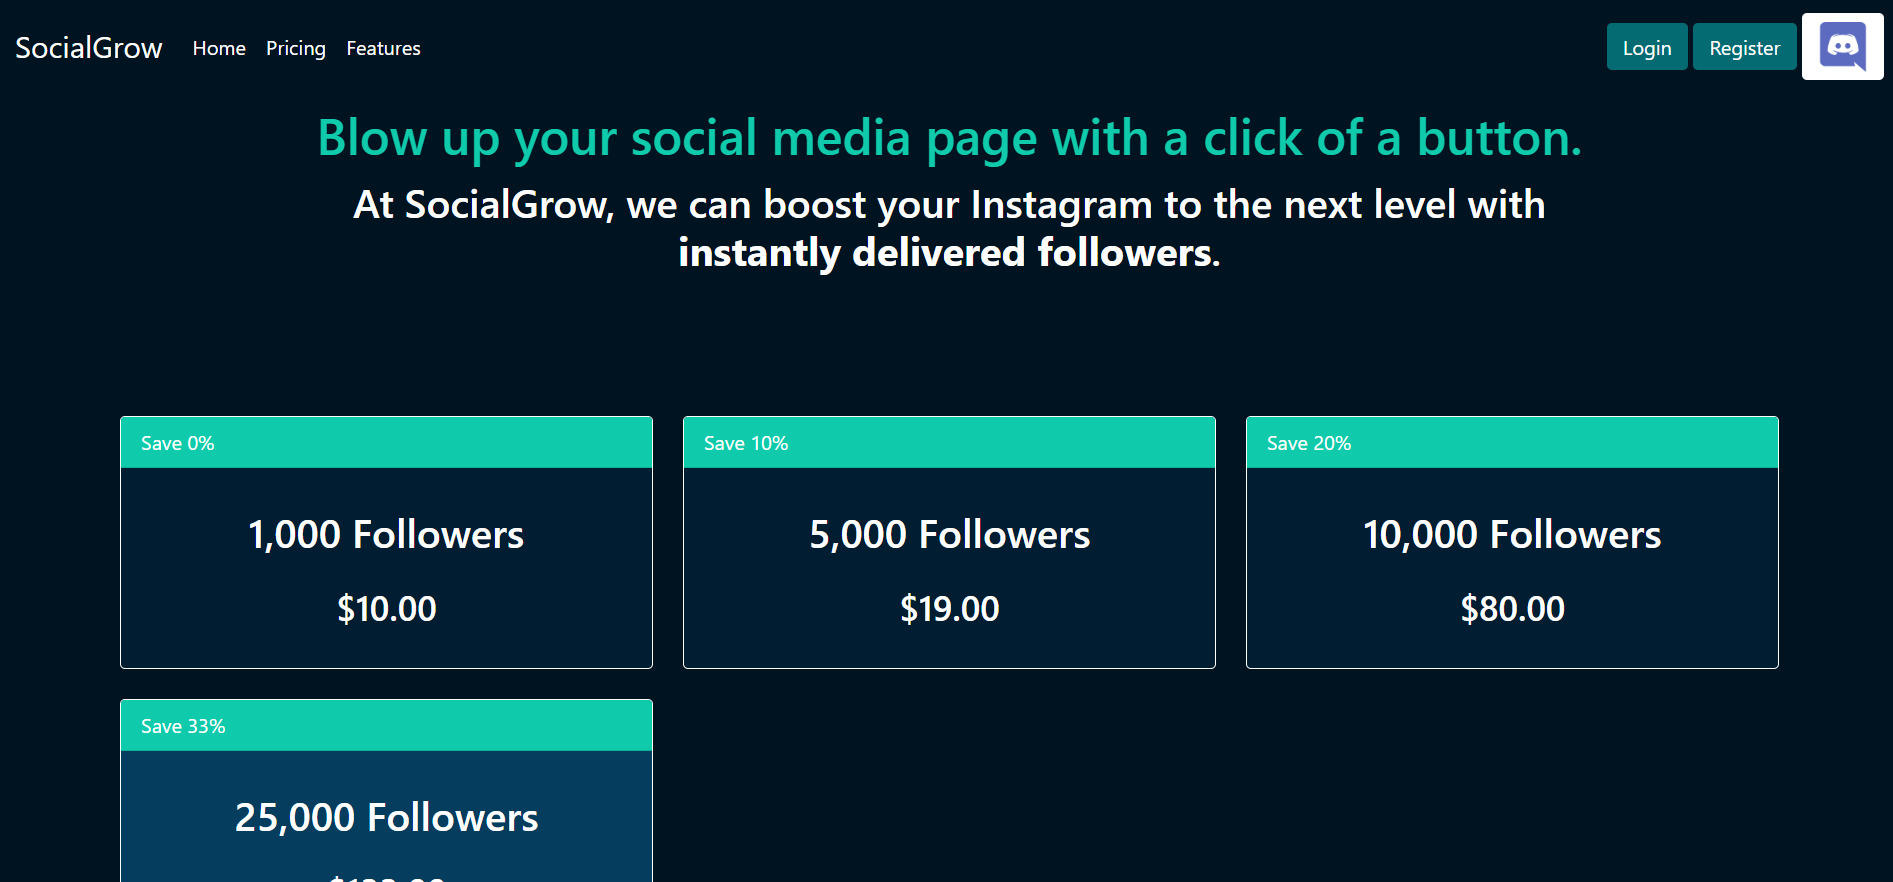 SocialGrow Home Pricing Features Login Register
Blow up your social media page with a click of a button.
At SocialGrow, we can boost your Instagram to the next level with
instantly delivered followers.
Save 0%
1,000 Followers
$10.00
Save 10%
5,000 Followers
$19.00
Save 20%
10,000 Followers
$80.00
Save 33%
25,000 Followers